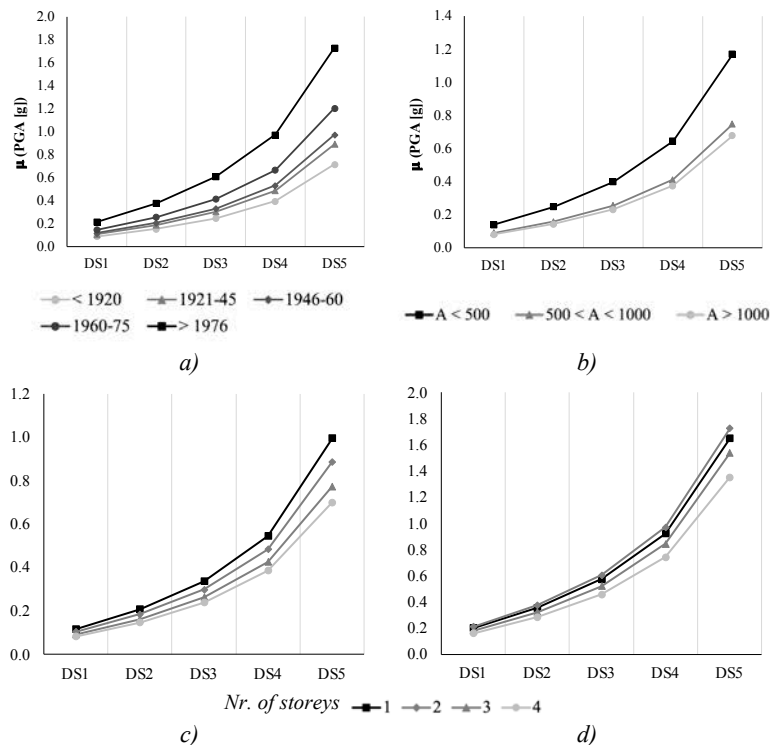 μ (PGA [g])
2.0
1.8
1.6
1.4
1.2
1.0
0.8
0.6
0.4
0.2
0.0
DS1 DS2 DS3 DS4 DS5
< 1920 1921-45 1946-60
1960-75 > 1976
a)
μ (PGA [g])
1.4
1.2
1.0
0.8
0.6
0.4
0.2
0.0
DS1 DS2 DS3 DS4 DS5
A < 500 500 < A < 1000 A > 1000
b)
1.2
1.0
0.8
0.6
0.4
0.2
0.0
DS1 DS2 DS3 DS4 DS5
2.0
1.8
1.6
1.4
1.2
1.0
0.8
0.6
0.4
0.2
0.0
DS1 DS2 DS3 DS4 DS5
Nr. of storeys 1 2 3 4
c) d)